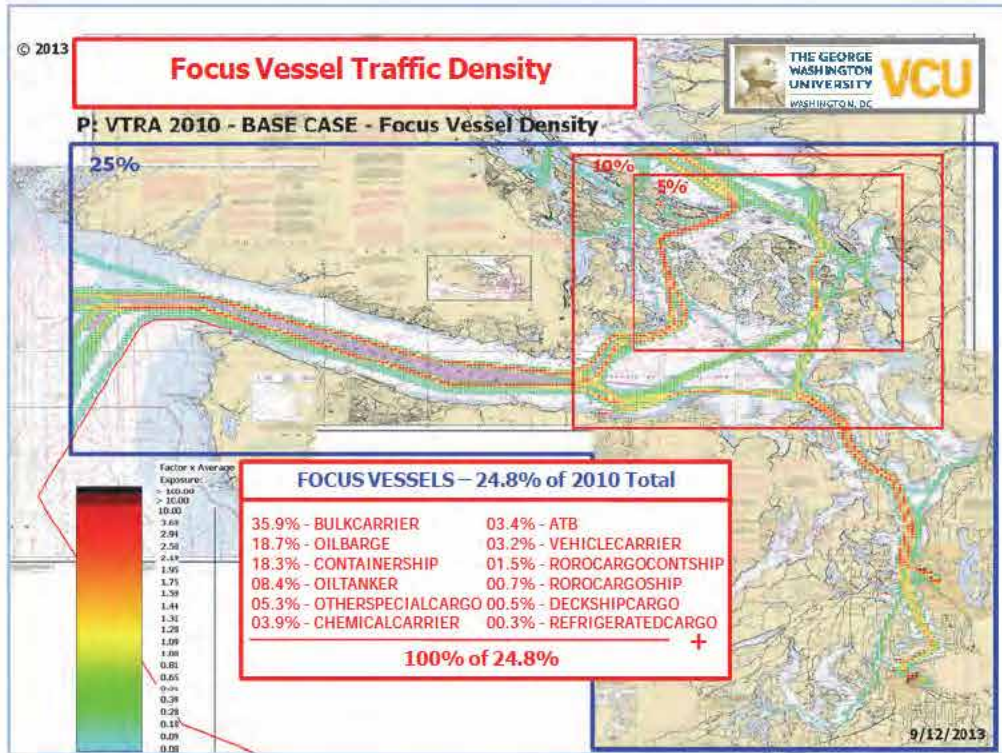 © 2013
Focus Vessel Traffic Density
THE GEORGE
WASHINGTON
UNIVERSITY
WASHINGTON, DC
VCU
P: VTRA 2010 - BASE CASE - Focus Vessel Density
25%
10%
5%
Factor x Average
Exposure:
> 100.00
> 10.00
10.00
3.69
2.94
2.50
1.95
1.75
1.58
1.44
1.31
1.20
1.09
1.00
0.81
0.65
0.39
0.28
0.18
0.09
0.00
FOCUS VESSELS – 24.8% of 2010 Total
35.9% - BULKCARRIER
18.7% - OILBARGE
18.3% - CONTAINERSHIP
08.4% - OILTANKER
05.3% - OTHERSPECIALCARGO
03.9% - CHEMICALCARRIER
03.4% - ATB
03.2% - VEHICLECARRIER
01.5% - ROROCARGOCONTSHIP
00.7% - ROROCARGOSHIP
00.5% - DECKSHIPCARGO
00.3% - REFRIGERATEDCARGO
+
100% of 24.8%
9/12/2013